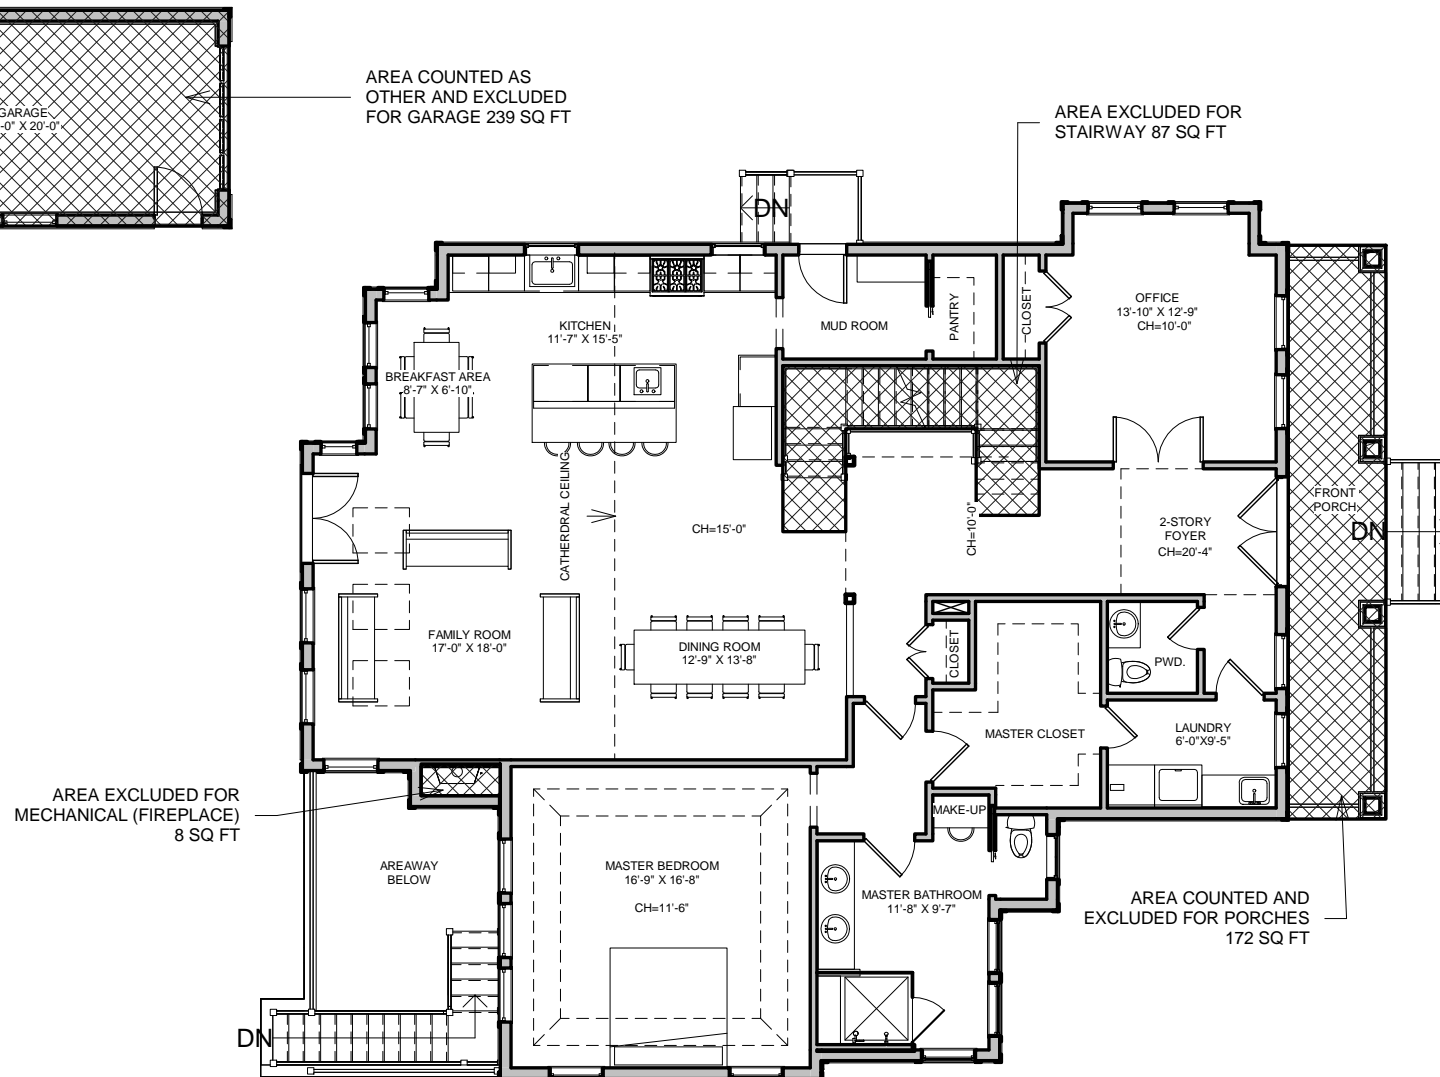 AREA COUNTED AS
OTHER AND EXCLUDED
FOR GARAGE 239 SQ FT
GARAGE
-0" X 20'-0"
AREA EXCLUDED FOR
STAIRWAY 87 SQ FT
DN
OFFICE
13'-10" X 12'-9"
CH=10'-0"
KITCHEN
11'-7" X 15'-5"
MUD ROOM
PANTRY
CLOSET
BREAKFAST AREA
8'-7" X 6'-10"
CATHERDRAL CEILING
CH=15'-0"
CH=10'-0"
2-STORY
FOYER
CH=20'-4"
FRONT
PORCH
DN
FAMILY ROOM
17'-0" X 18'-0"
DINING ROOM
12'-9" X 13'-8"
CLOSET
PWD.
MASTER CLOSET
LAUNDRY
6'-0"X9'-5"
AREA EXCLUDED FOR
MECHANICAL (FIREPLACE)
8 SQ FT
MAKE-UP
AREAWAY
BELOW
MASTER BEDROOM
16'-9" X 16'-8"
CH=11'-6"
MASTER BATHROOM
11'-8" X 9'-7"
AREA COUNTED AND
EXCLUDED FOR PORCHES
172 SQ FT
DN